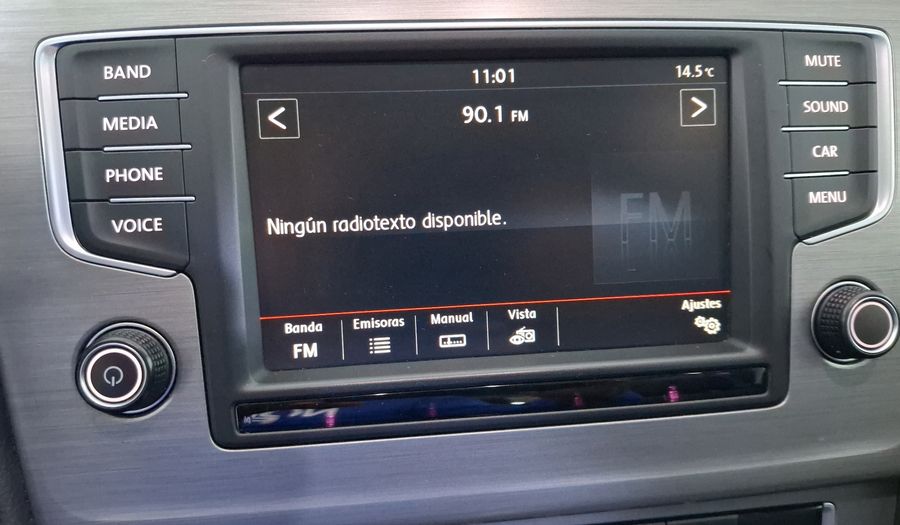 BAND
MEDIA
PHONE
VOICE
11:01
14.5°C
<
90.1 FM
>
Ningún radiotexto disponible.
FM
Banda
FM
Emisoras
Manual
Vista
Ajustes
MUTE
SOUND
CAR
MENU